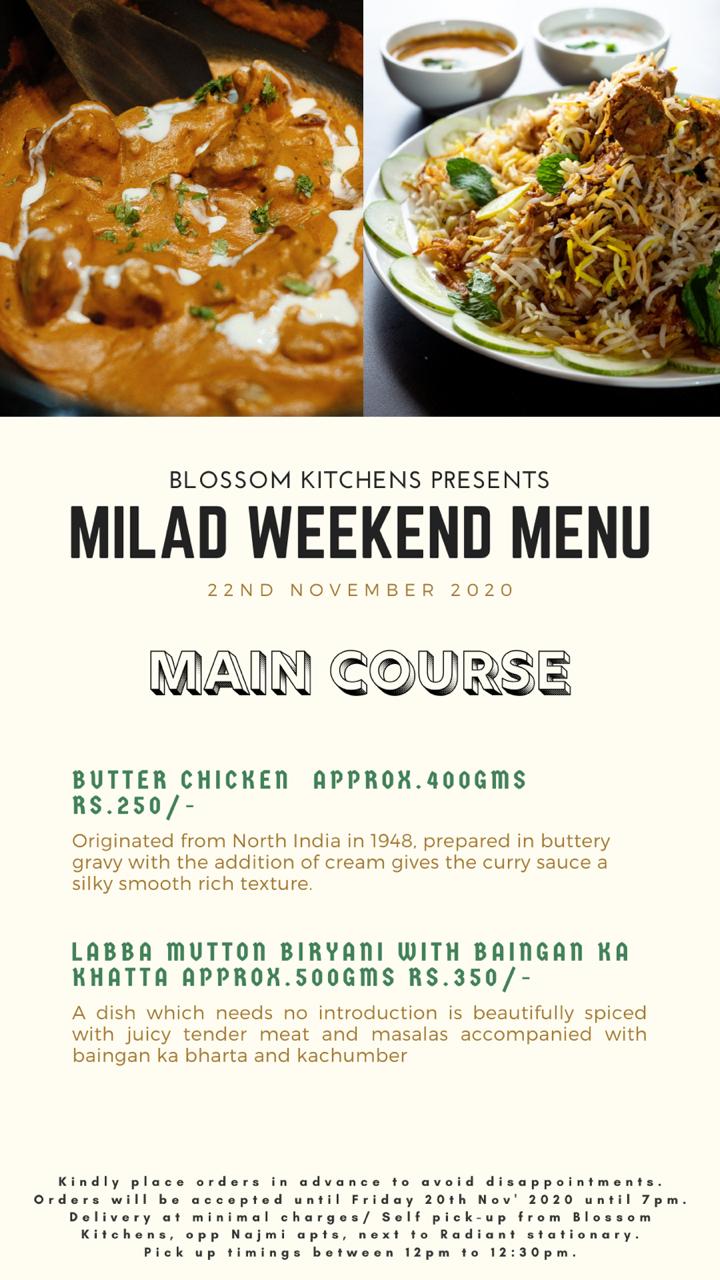 BLOSSOM KITCHENS PRESENTS
MILAD WEEKEND MENU
22ND NOVEMBER 2020
MAIN COURSE
BUTTER CHICKEN APPROX.400GMS
RS.250/-
Originated from North India in 1948, prepared in buttery
gravy with the addition of cream gives the curry sauce a
silky smooth rich texture.
LABBA MUTTON BIRYANI WITH BAINGAN KA
KHATTA APPROX.500GMS RS.350/-
A dish which needs no introduction is beautifully spiced
with juicy tender meat and masalas accompanied with
baingan ka bharta and kachumber
Kindly place orders in advance to avoid disappointments.
Orders will be accepted until Friday 20th Nov' 2020 until 7pm.
Delivery at minimal charges/ Self pick-up from Blossom
Kitchens, opp Najmi apts, next to Radiant stationary.
Pick up timings between 12pm to 12:30pm.